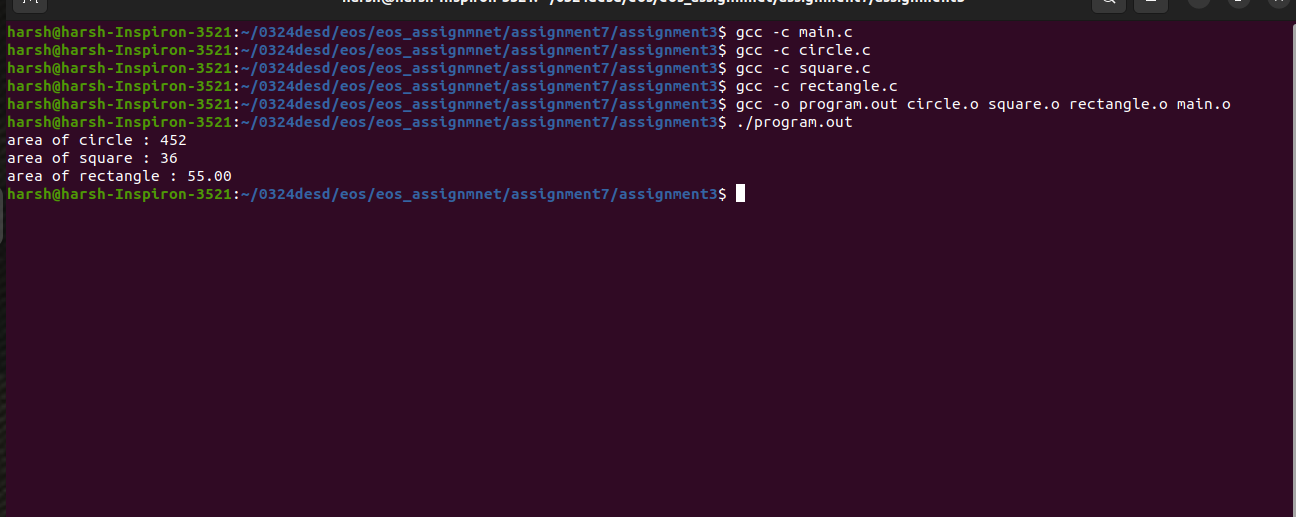 harsh@harsh-Inspiron-3521:~/0324desd/eos/eos_assignmnet/assignment7/assignment3$ gcc -c main.c
harsh@harsh-Inspiron-3521:~/0324desd/eos/eos_assignmnet/assignment7/assignment3$ gcc -c circle.c
harsh@harsh-Inspiron-3521:~/0324desd/eos/eos_assignmnet/assignment7/assignment3$ gcc -c square.c
harsh@harsh-Inspiron-3521:~/0324desd/eos/eos_assignmnet/assignment7/assignment3$ gcc -c rectangle.c
harsh@harsh-Inspiron-3521:~/0324desd/eos/eos_assignmnet/assignment7/assignment3$ gcc -o program.out circle.o square.o rectangle.o main.o
harsh@harsh-Inspiron-3521:~/0324desd/eos/eos_assignmnet/assignment7/assignment3$ ./program.out
area of circle : 452
area of square : 36
area of rectangle : 55.00
harsh@harsh-Inspiron-3521:~/0324desd/eos/eos_assignmnet/assignment7/assignment3$